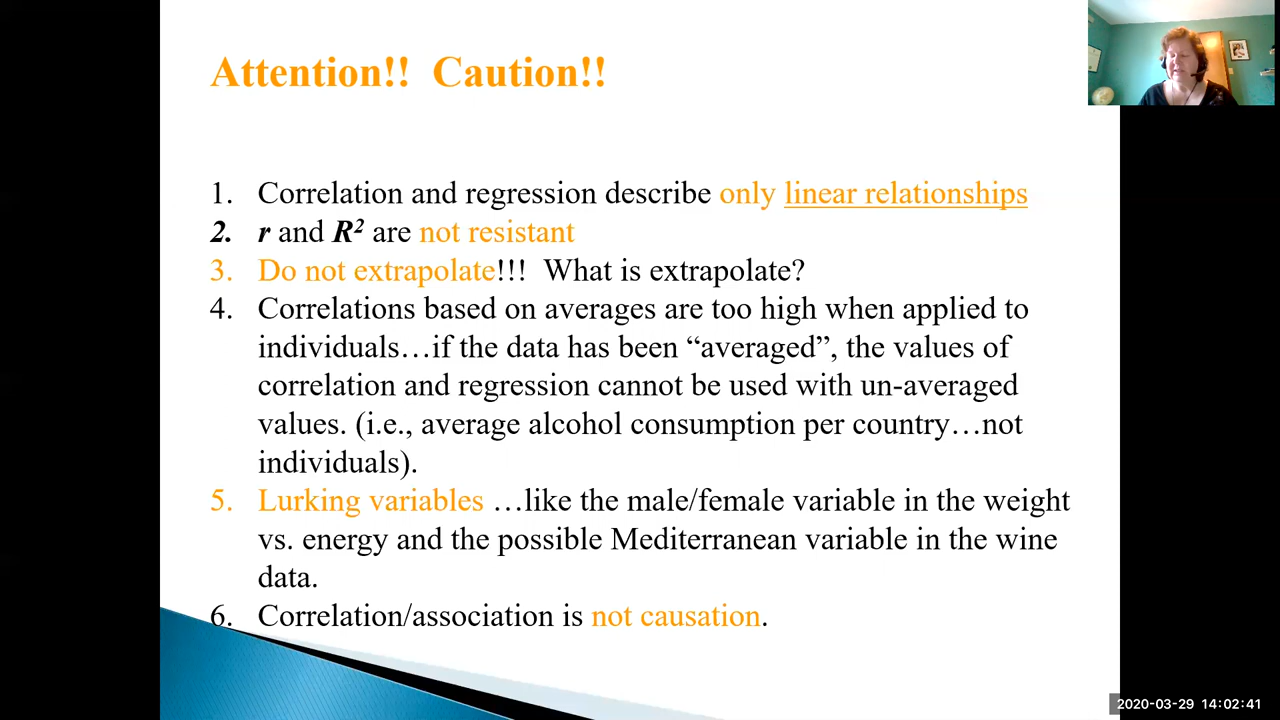 Attention!! Caution!!
1. Correlation and regression describe only linear relationships
2. r and R² are not resistant
3. Do not extrapolate!!! What is extrapolate?
4. Correlations based on averages are too high when applied to
individuals…if the data has been “averaged”, the values of
correlation and regression cannot be used with un-averaged
values. (i.e., average alcohol consumption per country…not
individuals).
5. Lurking variables …like the male/female variable in the weight
vs. energy and the possible Mediterranean variable in the wine
data.
6. Correlation/association is not causation.
2020-03-29 14:02:41